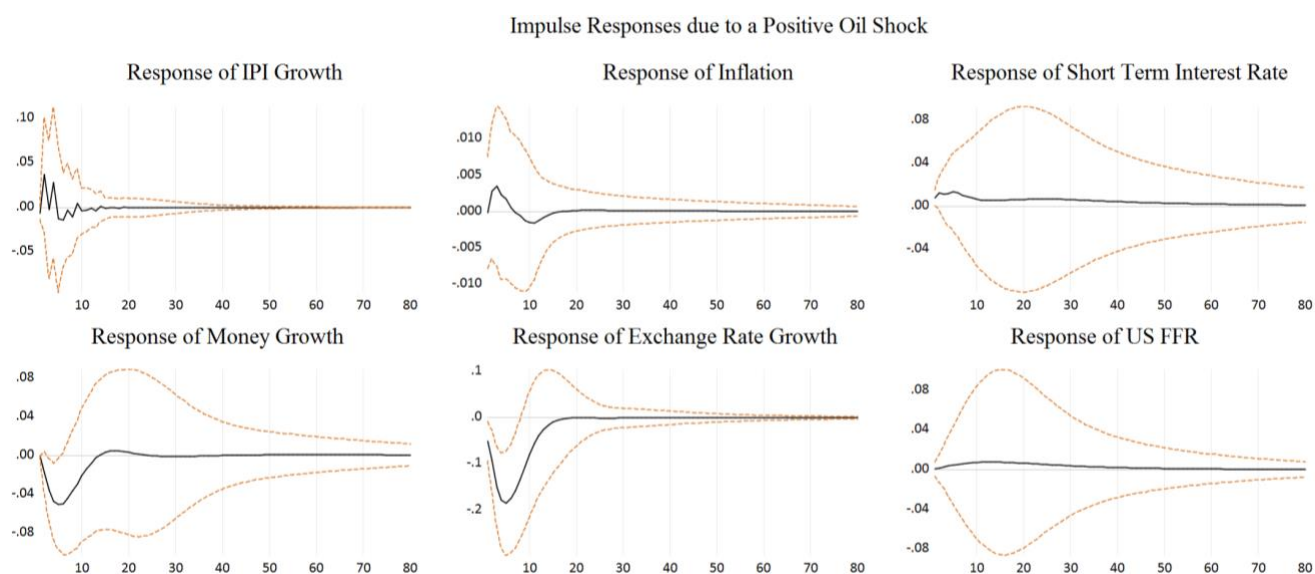 Impulse Responses due to a Positive Oil Shock
Response of IPI Growth
.10
.05
.00
-.05
10 20 30 40 50 60 70 80
Response of Inflation
.010
.005
.000
-.005
-.010
10 20 30 40 50 60 70 80
Response of Short Term Interest Rate
.08
.04
.00
-.04
10 20 30 40 50 60 70 80
Response of Money Growth
.08
.04
.00
-.04
-.08
10 20 30 40 50 60 70 80
Response of Exchange Rate Growth
.1
.0
-.1
-.2
10 20 30 40 50 60 70 80
Response of US FFR
.08
.04
.00
-.04
-.08
10 20 30 40 50 60 70 80